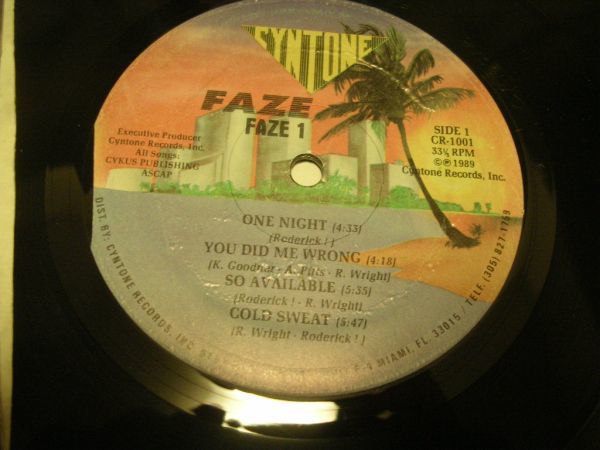 CYNTONE
FAZE
FAZE 1
Executive Producer
Cyntone Records, Inc.
All Songs:
CYKUS PUBLISHING
ASCAP
SIDE 1
CR-1001
33⅓ RPM
©℗ 1989
Cyntone Records, Inc.
ONE NIGHT (4:33)
(Roderick!)
YOU DID ME WRONG (4:18)
(K. Goodner - A. Pitts - R. Wright)
SO AVAILABLE (5:35)
(Roderick! - R. Wright)
COLD SWEAT (5:47)
(R. Wright - Roderick!)
DIST. BY: CYNTONE RECORDS, INC. MIAMI, FL. 33015 / TELE. (305) 827-1759